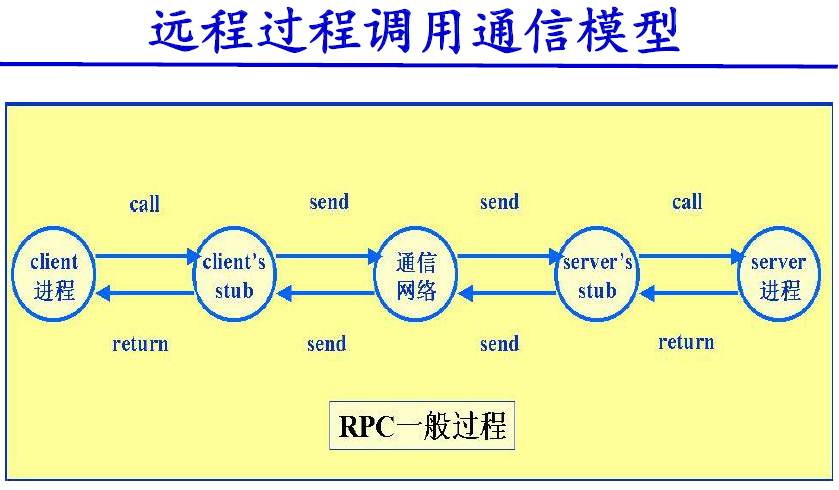 远程过程调用通信模型
call
send
send
call
client
进程
client's
stub
通信
网络
server's
stub
server
进程
return
send
send
return
RPC一般过程